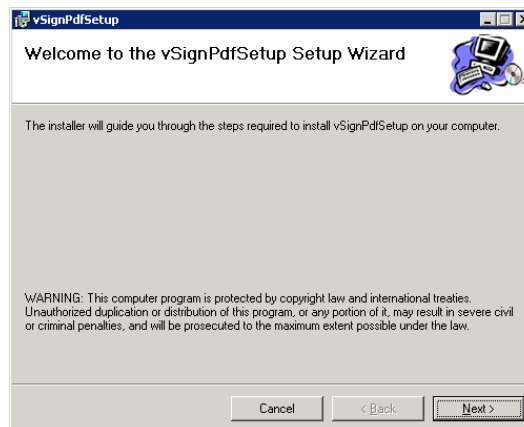 vSignPdfSetup
Welcome to the vSignPdfSetup Setup Wizard
The installer will guide you through the steps required to install vSignPdfSetup on your computer.
WARNING: This computer program is protected by copyright law and international treaties.
Unauthorized duplication or distribution of this program, or any portion of it, may result in severe civil
or criminal penalties, and will be prosecuted to the maximum extent possible under the law.
Cancel
< Back
Next >